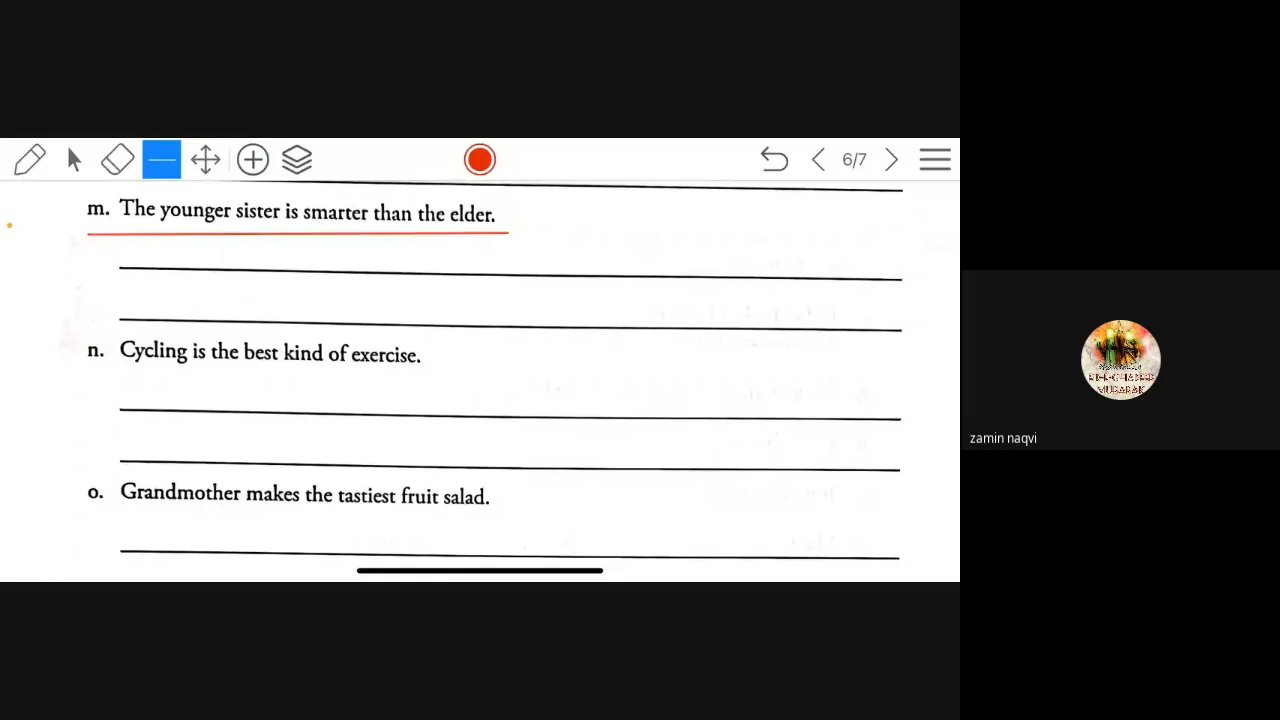 6/7
m. The younger sister is smarter than the elder.
n. Cycling is the best kind of exercise.
o. Grandmother makes the tastiest fruit salad.
MUBARAK
zamin naqvi